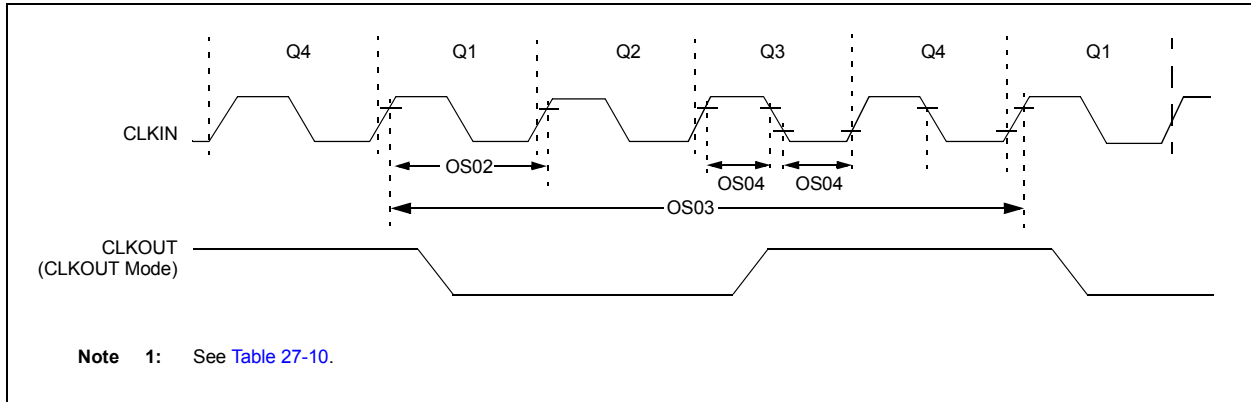 Q4 Q1 Q2 Q3 Q4 Q1
CLKIN
OS02
OS04 OS04
OS03
CLKOUT
(CLKOUT Mode)
Note 1: See Table 27-10.